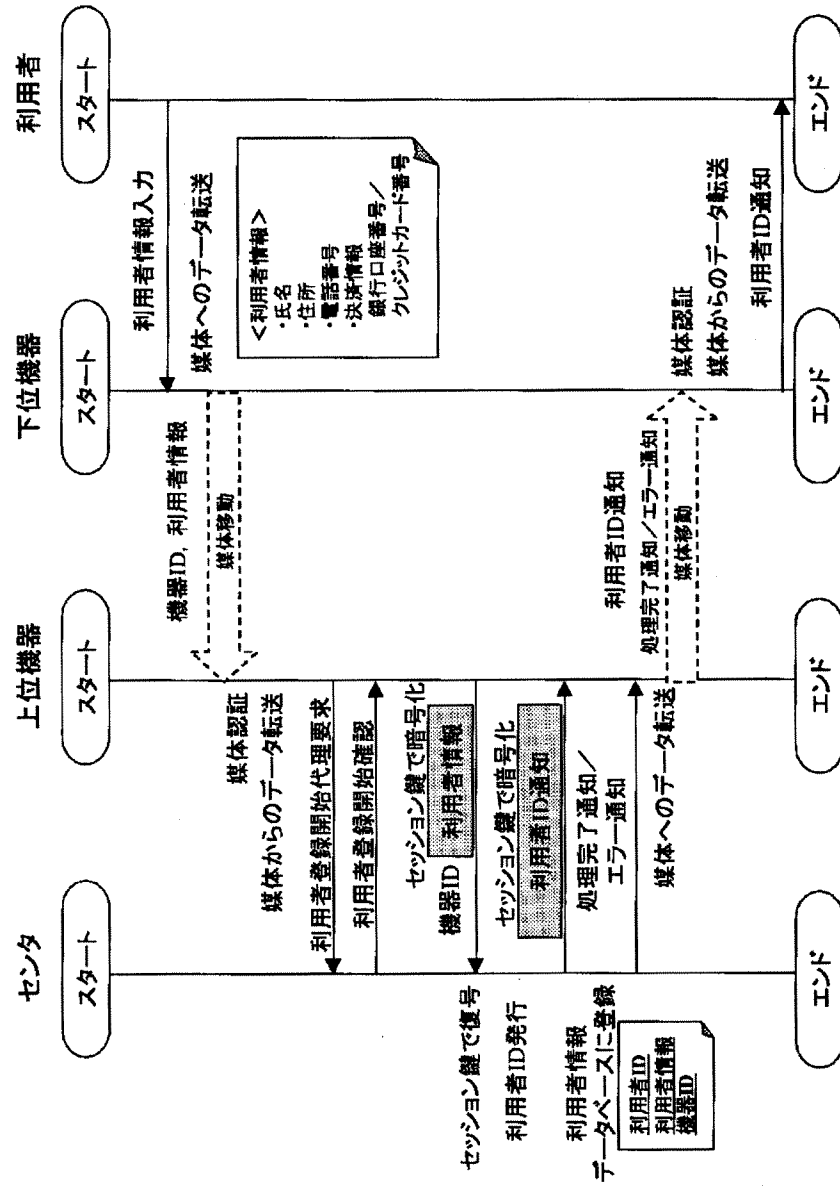 センタ
上位機器
下位機器
利用者
スタート
スタート
スタート
スタート
利用者情報入力
媒体へのデータ転送
<利用者情報>
・氏名
・住所
・電話番号
・決済情報
銀行口座番号/
クレジットカード番号
機器ID, 利用者情報
媒体移動
媒体認証
媒体からのデータ転送
利用者登録開始代理要求
利用者登録開始確認
セッション鍵で暗号化
機器ID, 利用者情報
セッション鍵で復号
利用者ID発行
セッション鍵で暗号化
利用者ID通知
利用者情報
データベースに登録
利用者ID
利用者情報
機器ID
処理完了通知/
エラー通知
媒体へのデータ転送
利用者ID通知
処理完了通知/エラー通知
媒体移動
媒体認証
媒体からのデータ転送
利用者ID通知
エンド
エンド
エンド
エンド